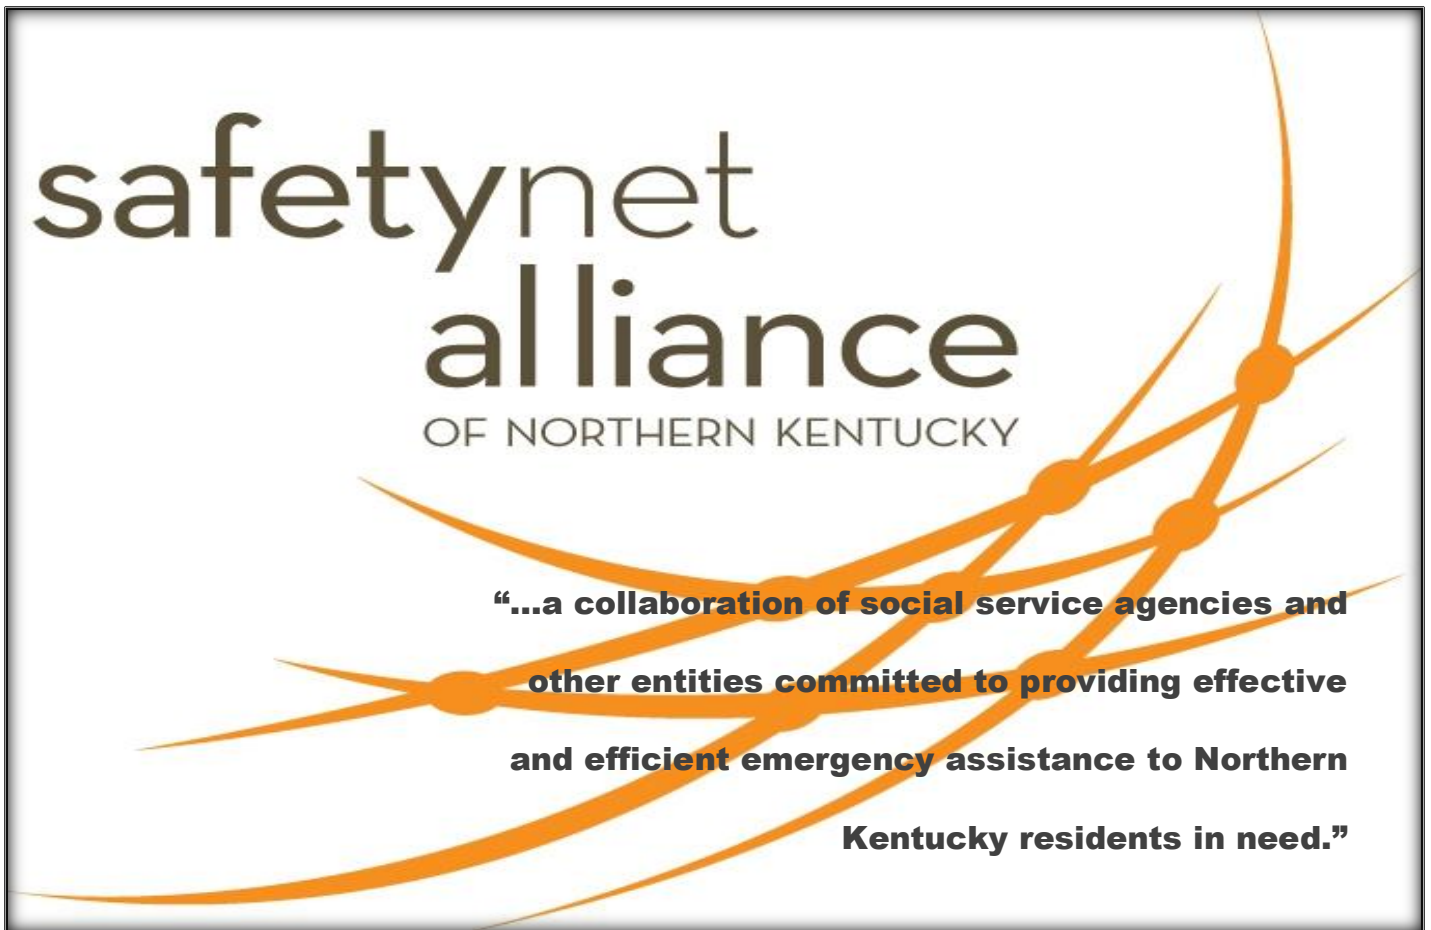 safetynet
alliance
OF NORTHERN KENTUCKY
“...a collaboration of social service agencies and
other entities committed to providing effective
and efficient emergency assistance to Northern
Kentucky residents in need.”